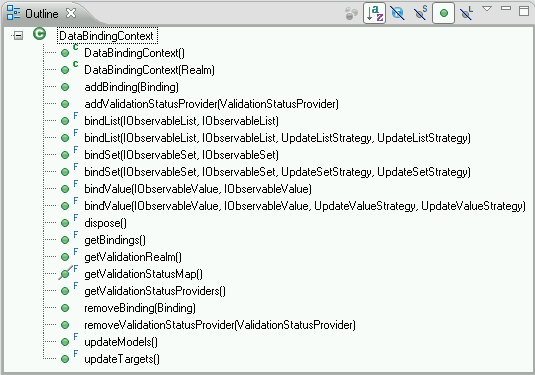 Outline
DataBindingContext
DataBindingContext()
DataBindingContext(Realm)
addBinding(Binding)
addValidationStatusProvider(ValidationStatusProvider)
bindList(IObservableList, IObservableList)
bindList(IObservableList, IObservableList, UpdateListStrategy, UpdateListStrategy)
bindSet(IObservableSet, IObservableSet)
bindSet(IObservableSet, IObservableSet, UpdateSetStrategy, UpdateSetStrategy)
bindValue(IObservableValue, IObservableValue)
bindValue(IObservableValue, IObservableValue, UpdateValueStrategy, UpdateValueStrategy)
dispose()
getBindings()
getValidationRealm()
getValidationStatusMap()
getValidationStatusProviders()
removeBinding(Binding)
removeValidationStatusProvider(ValidationStatusProvider)
updateModels()
updateTargets()